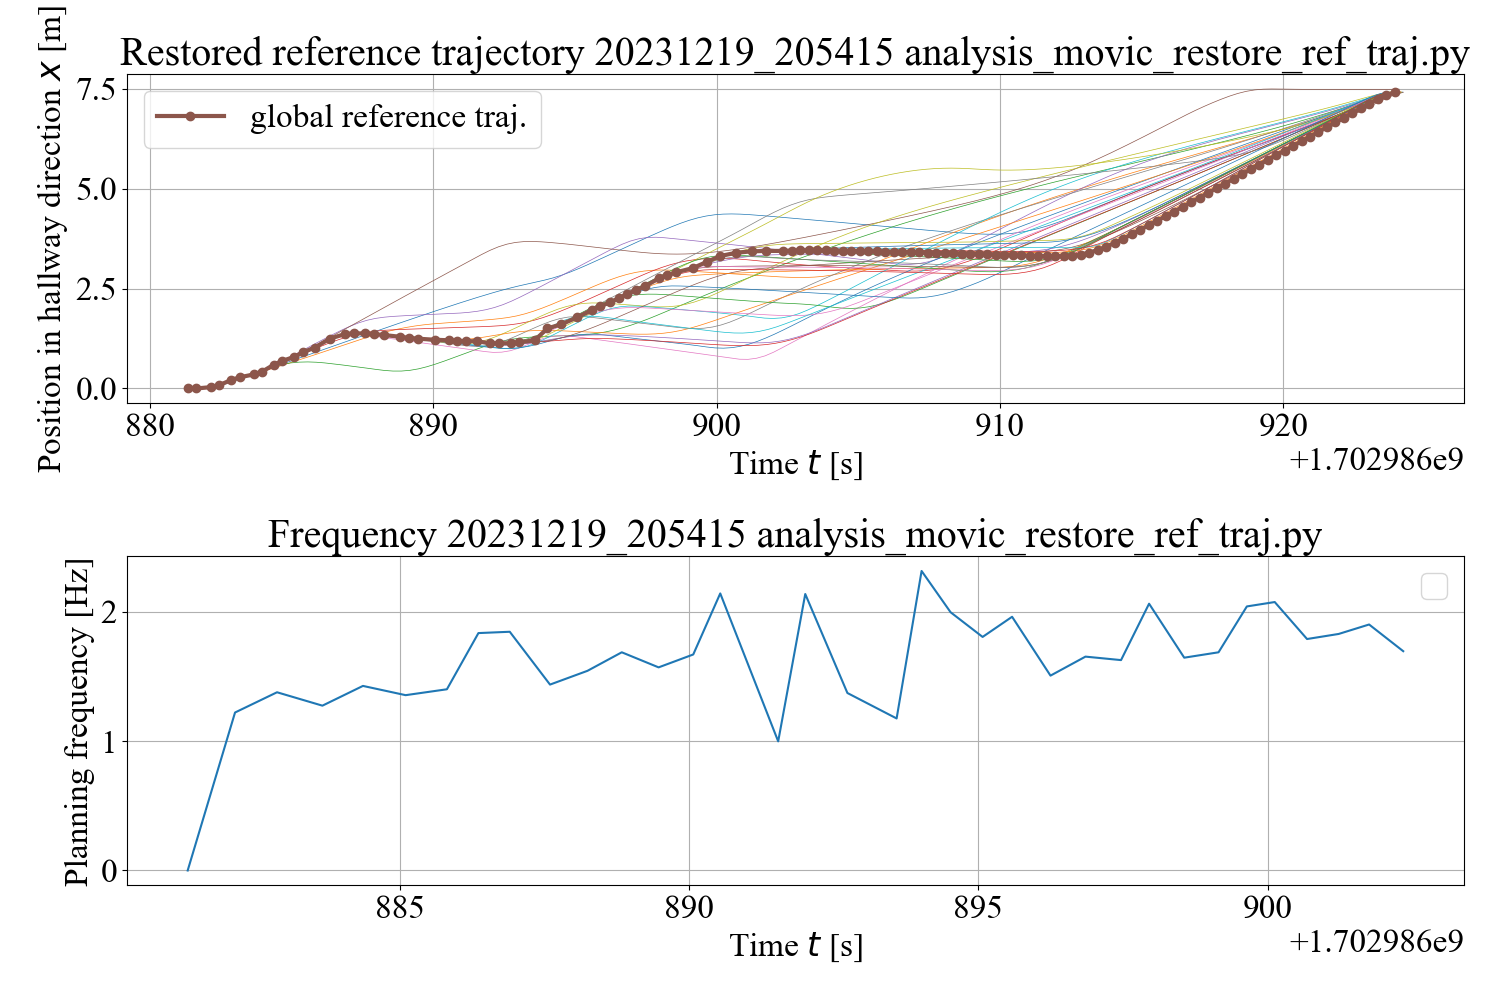 Restored reference trajectory 20231219_205415 analysis_movic_restore_ref_traj.py
Position in hallway direction x [m]
7.5
5.0
2.5
0.0
global reference traj.
880 890 900 910 920
Time t [s]
+1.702986e9
Frequency 20231219_205415 analysis_movic_restore_ref_traj.py
Planning frequency [Hz]
2
1
0
885 890 895 900
Time t [s]
+1.702986e9